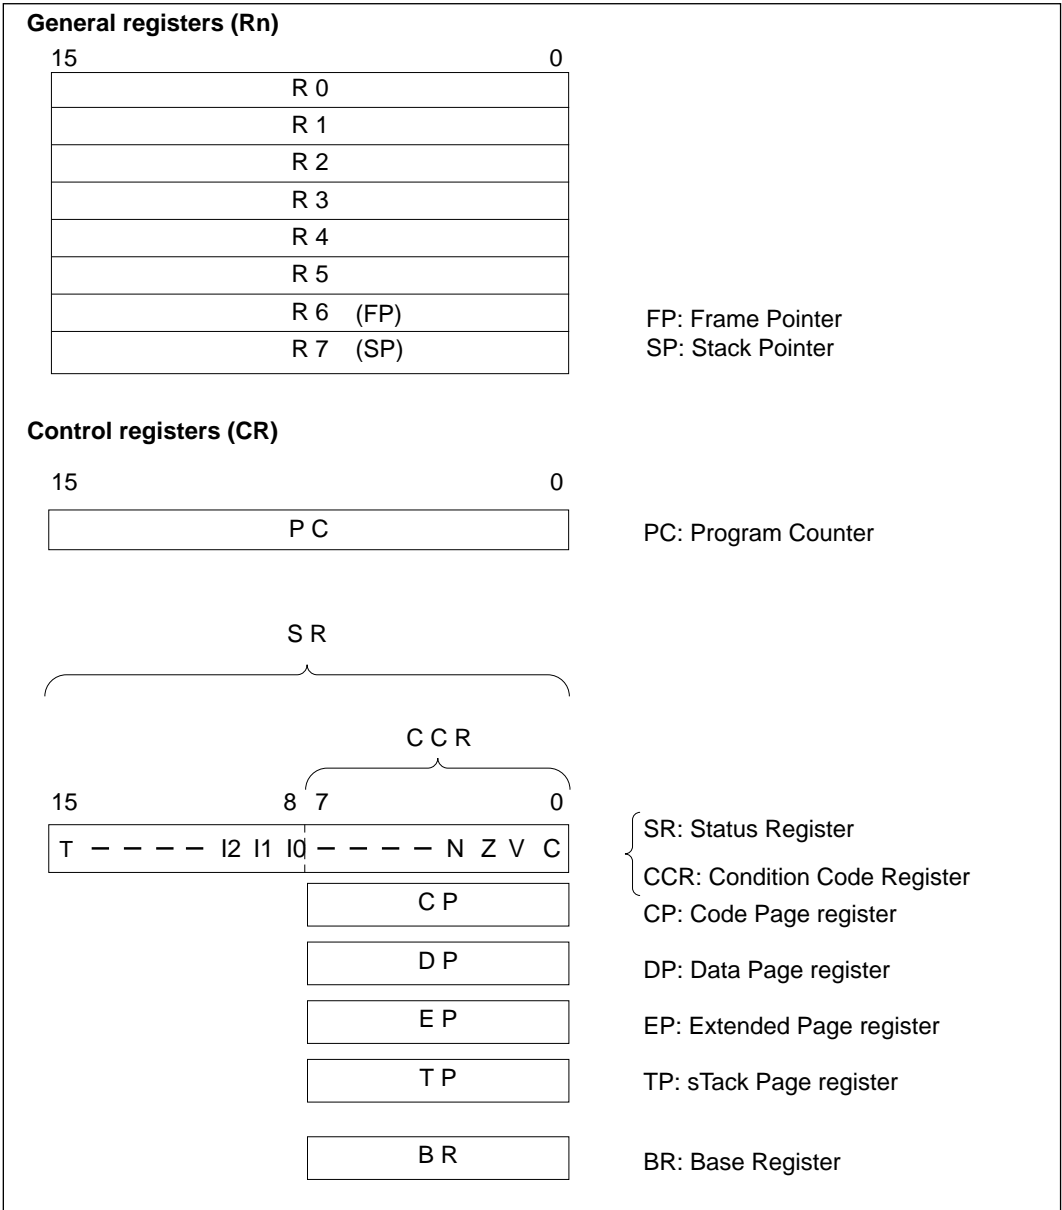 General registers (Rn)
15 0
R 0
R 1
R 2
R 3
R 4
R 5
R 6 (FP) FP: Frame Pointer
R 7 (SP) SP: Stack Pointer
Control registers (CR)
15 0
P C PC: Program Counter
S R
C C R
15 8 7 0
T – – – – I2 I1 I0 – – – – N Z V C
SR: Status Register
CCR: Condition Code Register
C P CP: Code Page register
D P DP: Data Page register
E P EP: Extended Page register
T P TP: sTack Page register
B R BR: Base Register